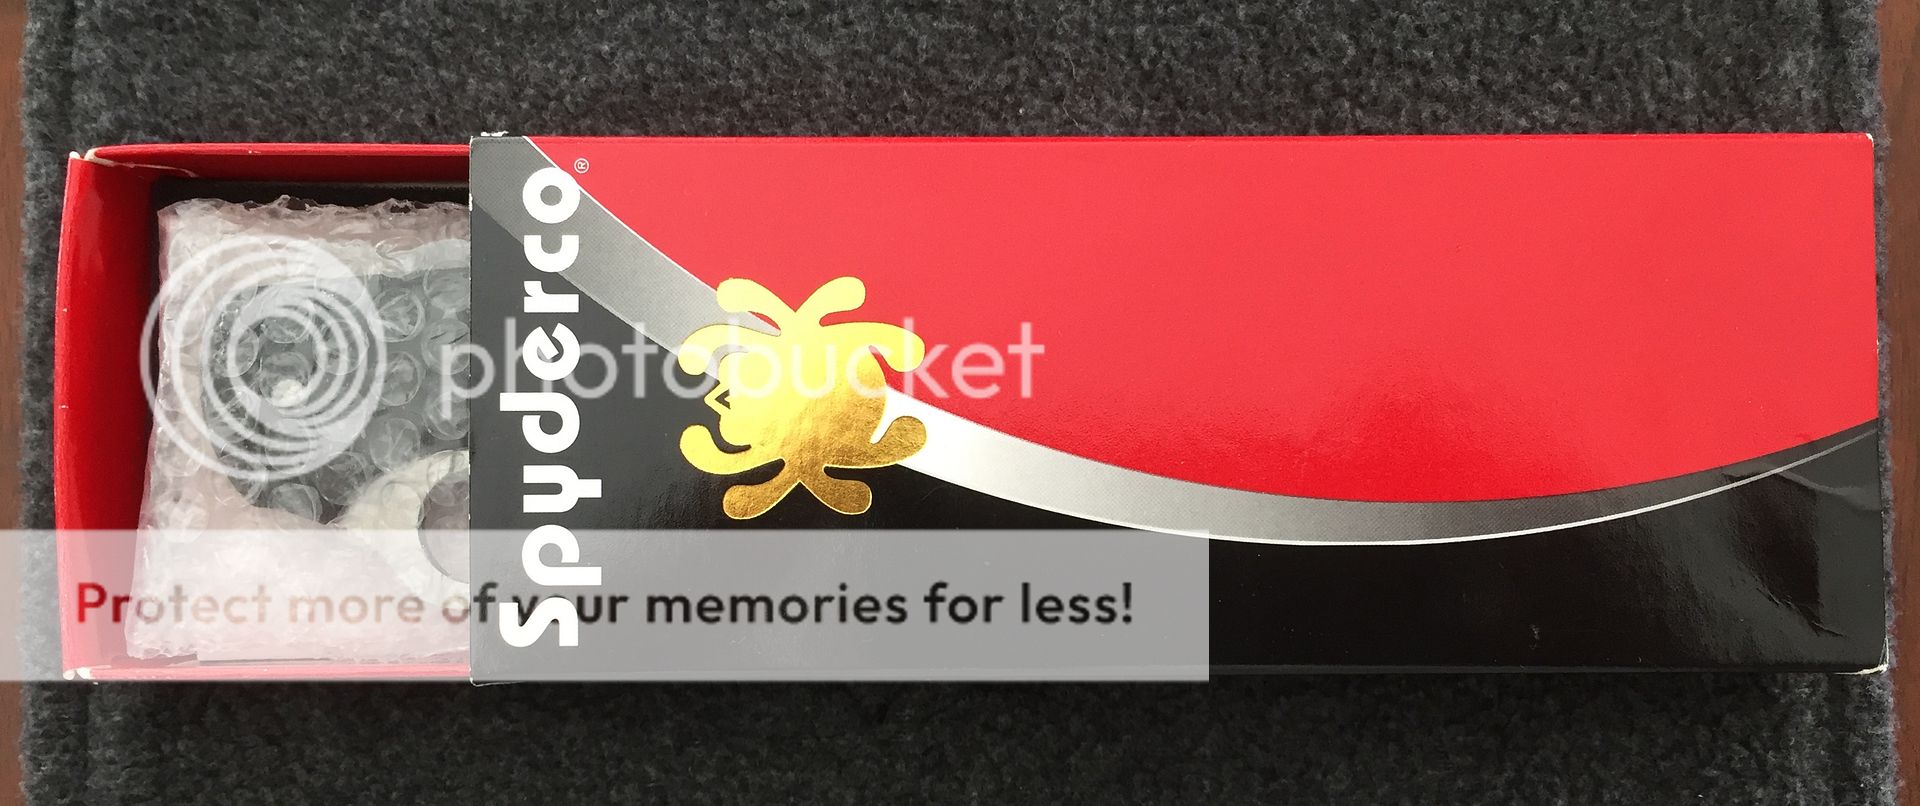 Spyderco®
photobucket
Protect more of your memories for less!